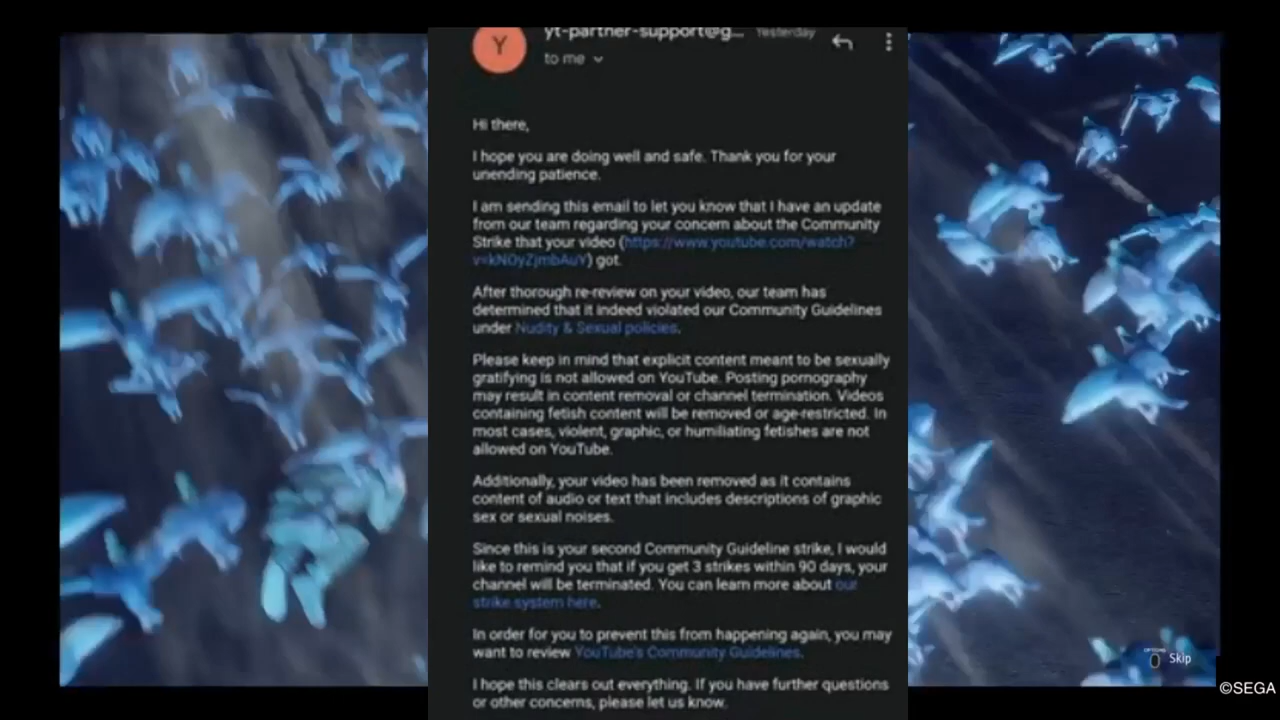 Y
yt-partner-support@g... Yesterday
to me
Hi there,
I hope you are doing well and safe. Thank you for your
unending patience.
I am sending this email to let you know that I have an update
from our team regarding your concern about the Community
Strike that your video (https://www.youtube.com/watch?
v=kNOyZjmbAuY) got.
After thorough re-review on your video, our team has
determined that it indeed violated our Community Guidelines
under Nudity & Sexual policies.
Please keep in mind that explicit content meant to be sexually
gratifying is not allowed on YouTube. Posting pornography
may result in content removal or channel termination. Videos
containing fetish content will be removed or age-restricted. In
most cases, violent, graphic, or humiliating fetishes are not
allowed on YouTube.
Additionally, your video has been removed as it contains
content of audio or text that includes descriptions of graphic
sex or sexual noises.
Since this is your second Community Guideline strike, I would
like to remind you that if you get 3 strikes within 90 days, your
channel will be terminated. You can learn more about our
strike system here.
In order for you to prevent this from happening again, you may
want to review YouTube's Community Guidelines.
I hope this clears out everything. If you have further questions
or other concerns, please let us know.
OPTIONS
Skip
©SEGA